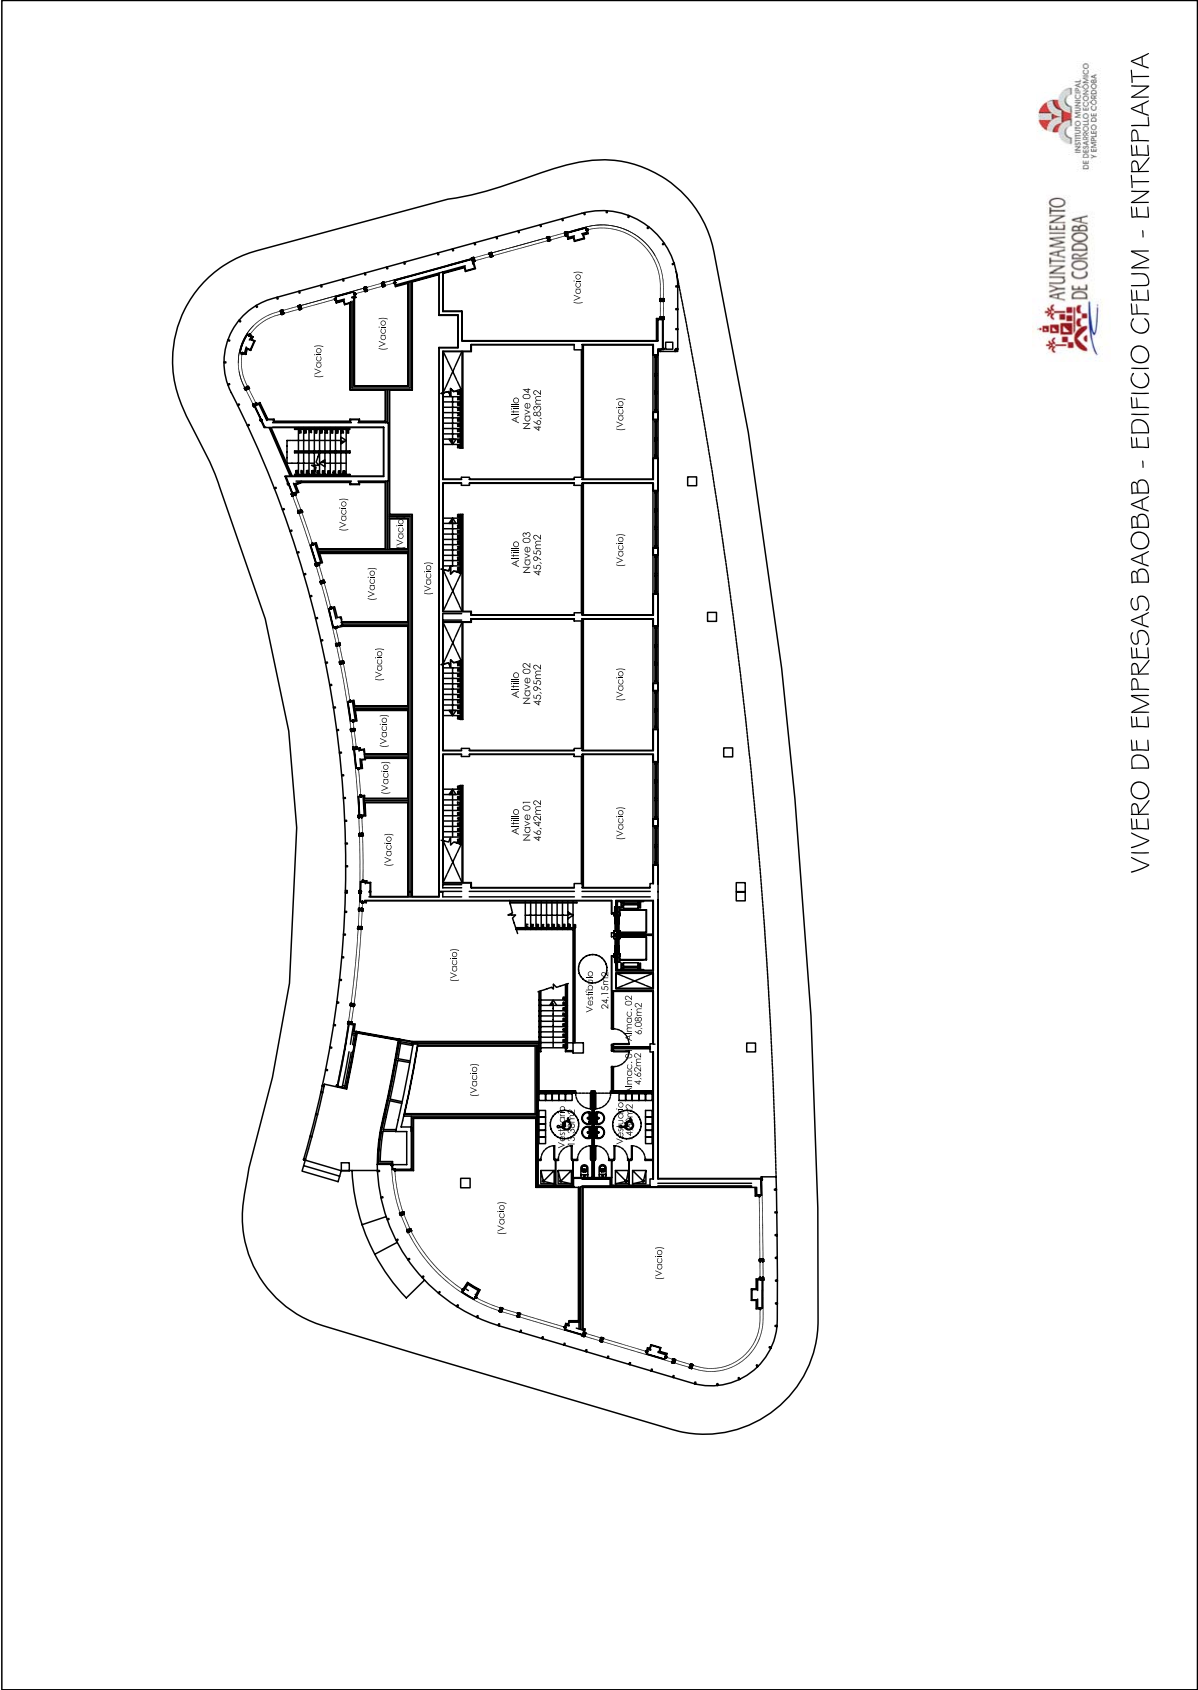 VIVERO DE EMPRESAS BAOBAB - EDIFICIO CFEUM - ENTREPLANTA
AYUNTAMIENTO
DE CORDOBA
INSTITUTO MUNICIPAL
DE DESARROLLO ECONÓMICO
Y EMPLEO DE CÓRDOBA
(Vacio)
(Vacio)
(Vacio)
(Vacio)
(Vacio)
(Vacio)
(Vacio)
(Vacio)
(Vacio)
(Vacio)
(Vacio)
Altillo
Nave 04
46,83m2
(Vacio)
Altillo
Nave 03
45,95m2
(Vacio)
Altillo
Nave 02
45,95m2
(Vacio)
Altillo
Nave 01
46,42m2
(Vacio)
(Vacio)
Vestíbulo
24,15m2
Almac. 02
6,08m2
Almac.
4,62m2
(Vacio)
Vestuario
Vestuario
(Vacio)
(Vacio)